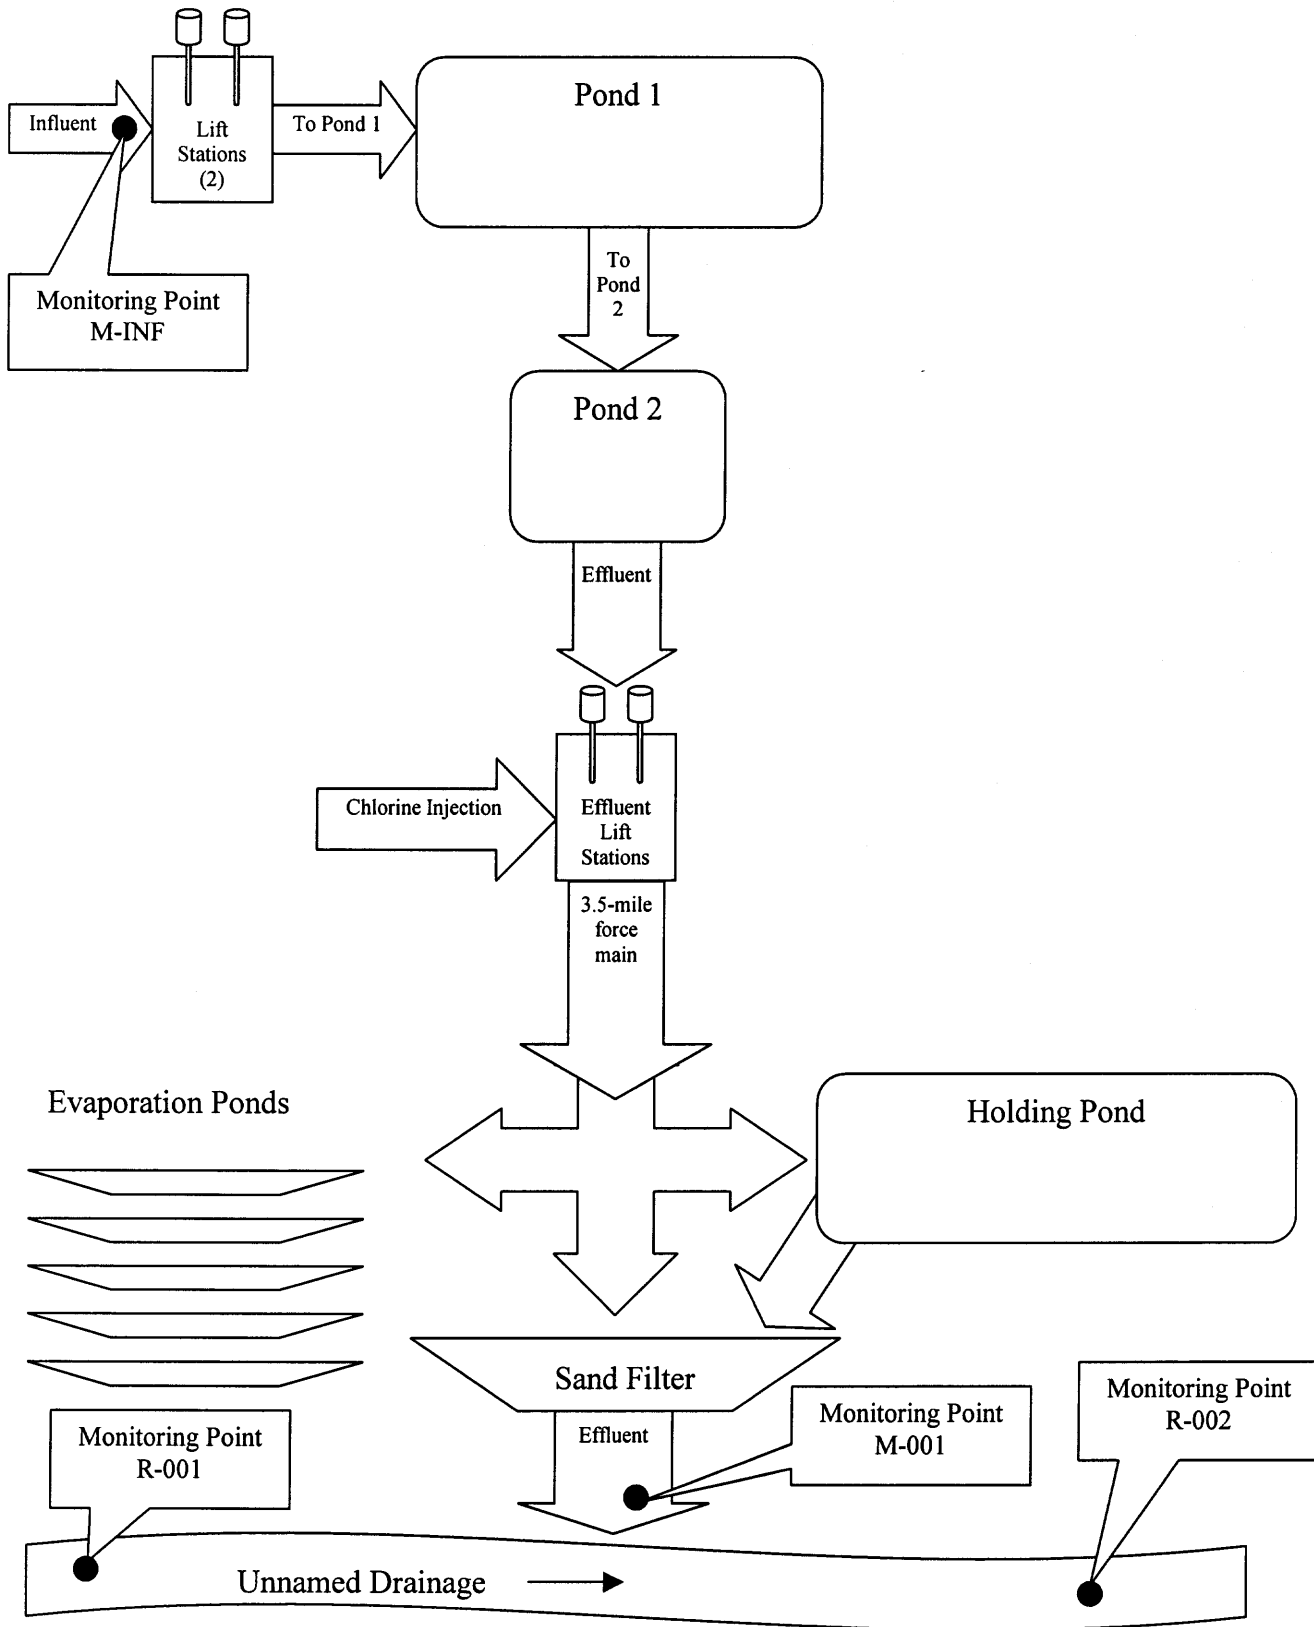 Pond 1
Influent
To Pond 1
Lift
Stations
(2)
To
Pond
2
Monitoring Point
M-INF
Pond 2
Effluent
Chlorine Injection
Effluent
Lift
Stations
3.5-mile
force
main
Evaporation Ponds
Holding Pond
Sand Filter
Monitoring Point
R-001
Effluent
Monitoring Point
M-001
Monitoring Point
R-002
Unnamed Drainage